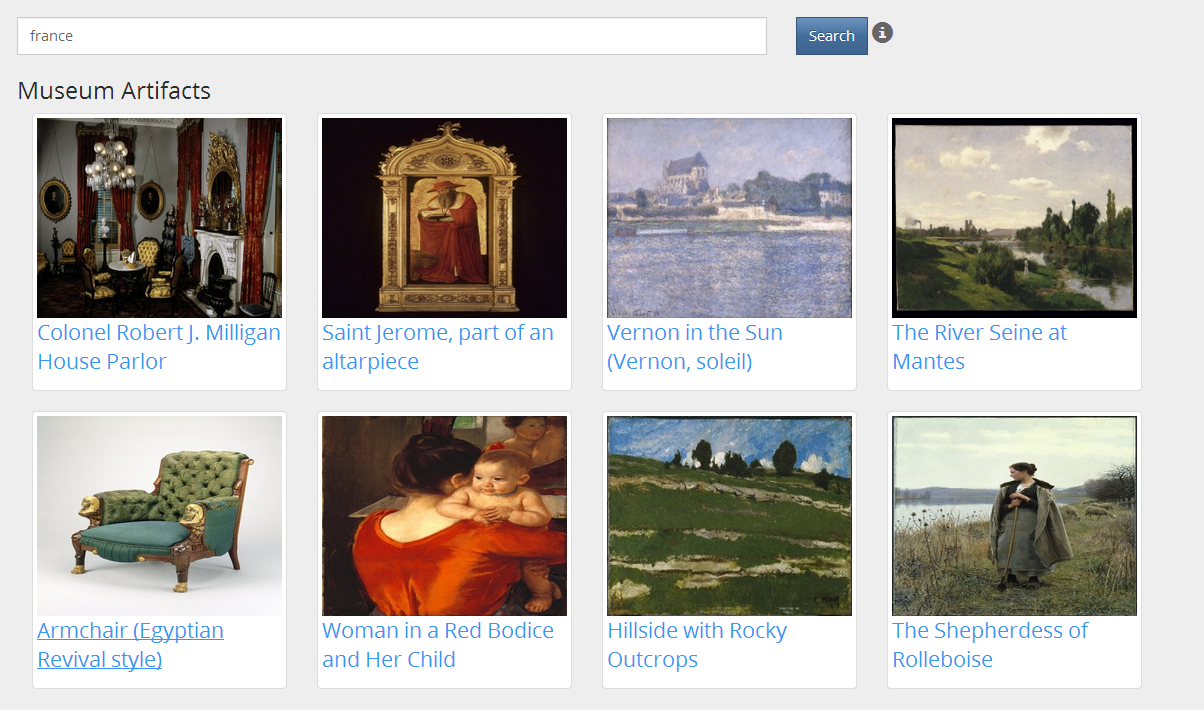 france
Search
Museum Artifacts
Colonel Robert J. Milligan
House Parlor
Saint Jerome, part of an
altarpiece
Vernon in the Sun
(Vernon, soleil)
The River Seine at
Mantes
Armchair (Egyptian
Revival style)
Woman in a Red Bodice
and Her Child
Hillside with Rocky
Outcrops
The Shepherdess of
Rolleboise